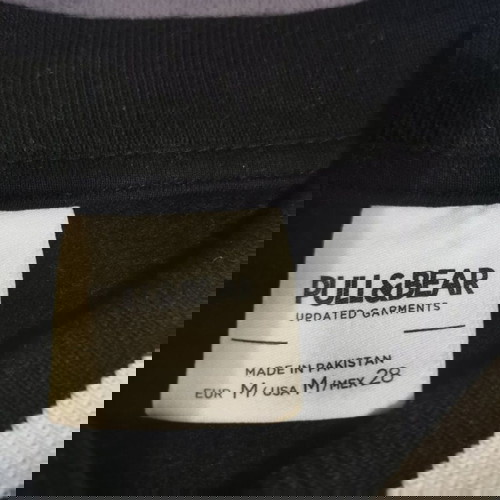 PULL&BEAR
UPDATED GARMENTS
MADE IN PAKISTAN
EUR M/USA M/MEX 28